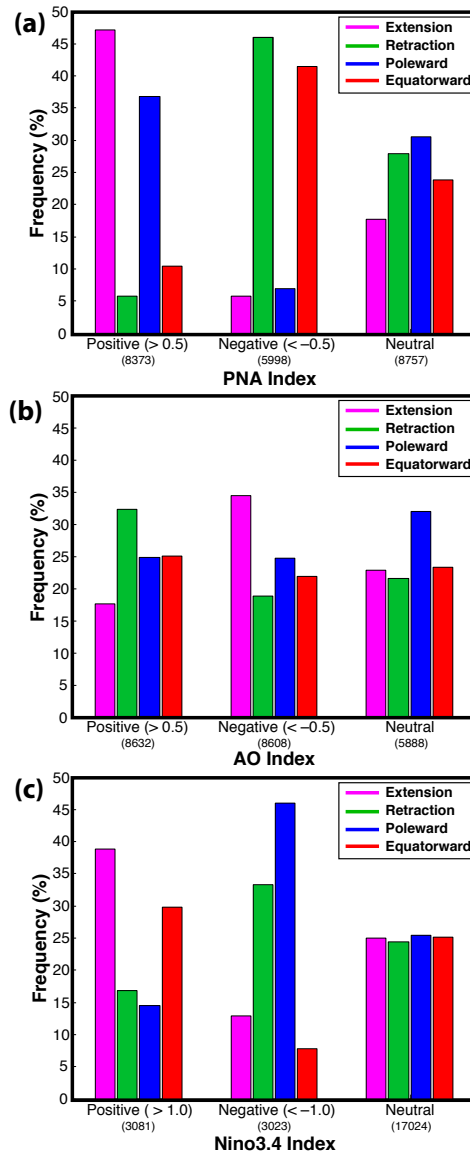 (a)
Frequency (%)
50
45
40
35
30
25
20
15
10
5
0
Extension
Retraction
Poleward
Equatorward
Positive (> 0.5) Negative (< –0.5) Neutral
(8373) (5998) (8757)
PNA Index
(b)
Frequency (%)
50
45
40
35
30
25
20
15
10
5
0
Extension
Retraction
Poleward
Equatorward
Positive (> 0.5) Negative (< –0.5) Neutral
(8632) (8608) (5888)
AO Index
(c)
Frequency (%)
50
45
40
35
30
25
20
15
10
5
0
Extension
Retraction
Poleward
Equatorward
Positive ( > 1.0) Negative (< –1.0) Neutral
(3081) (3023) (17024)
Nino3.4 Index